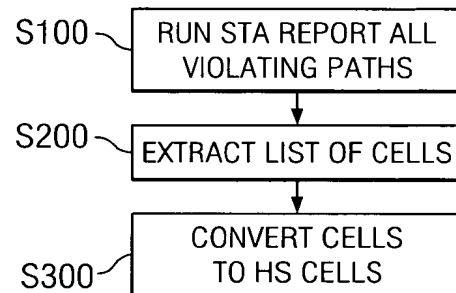 S100
RUN STA REPORT ALL
VIOLATING PATHS
S200
EXTRACT LIST OF CELLS
S300
CONVERT CELLS
TO HS CELLS